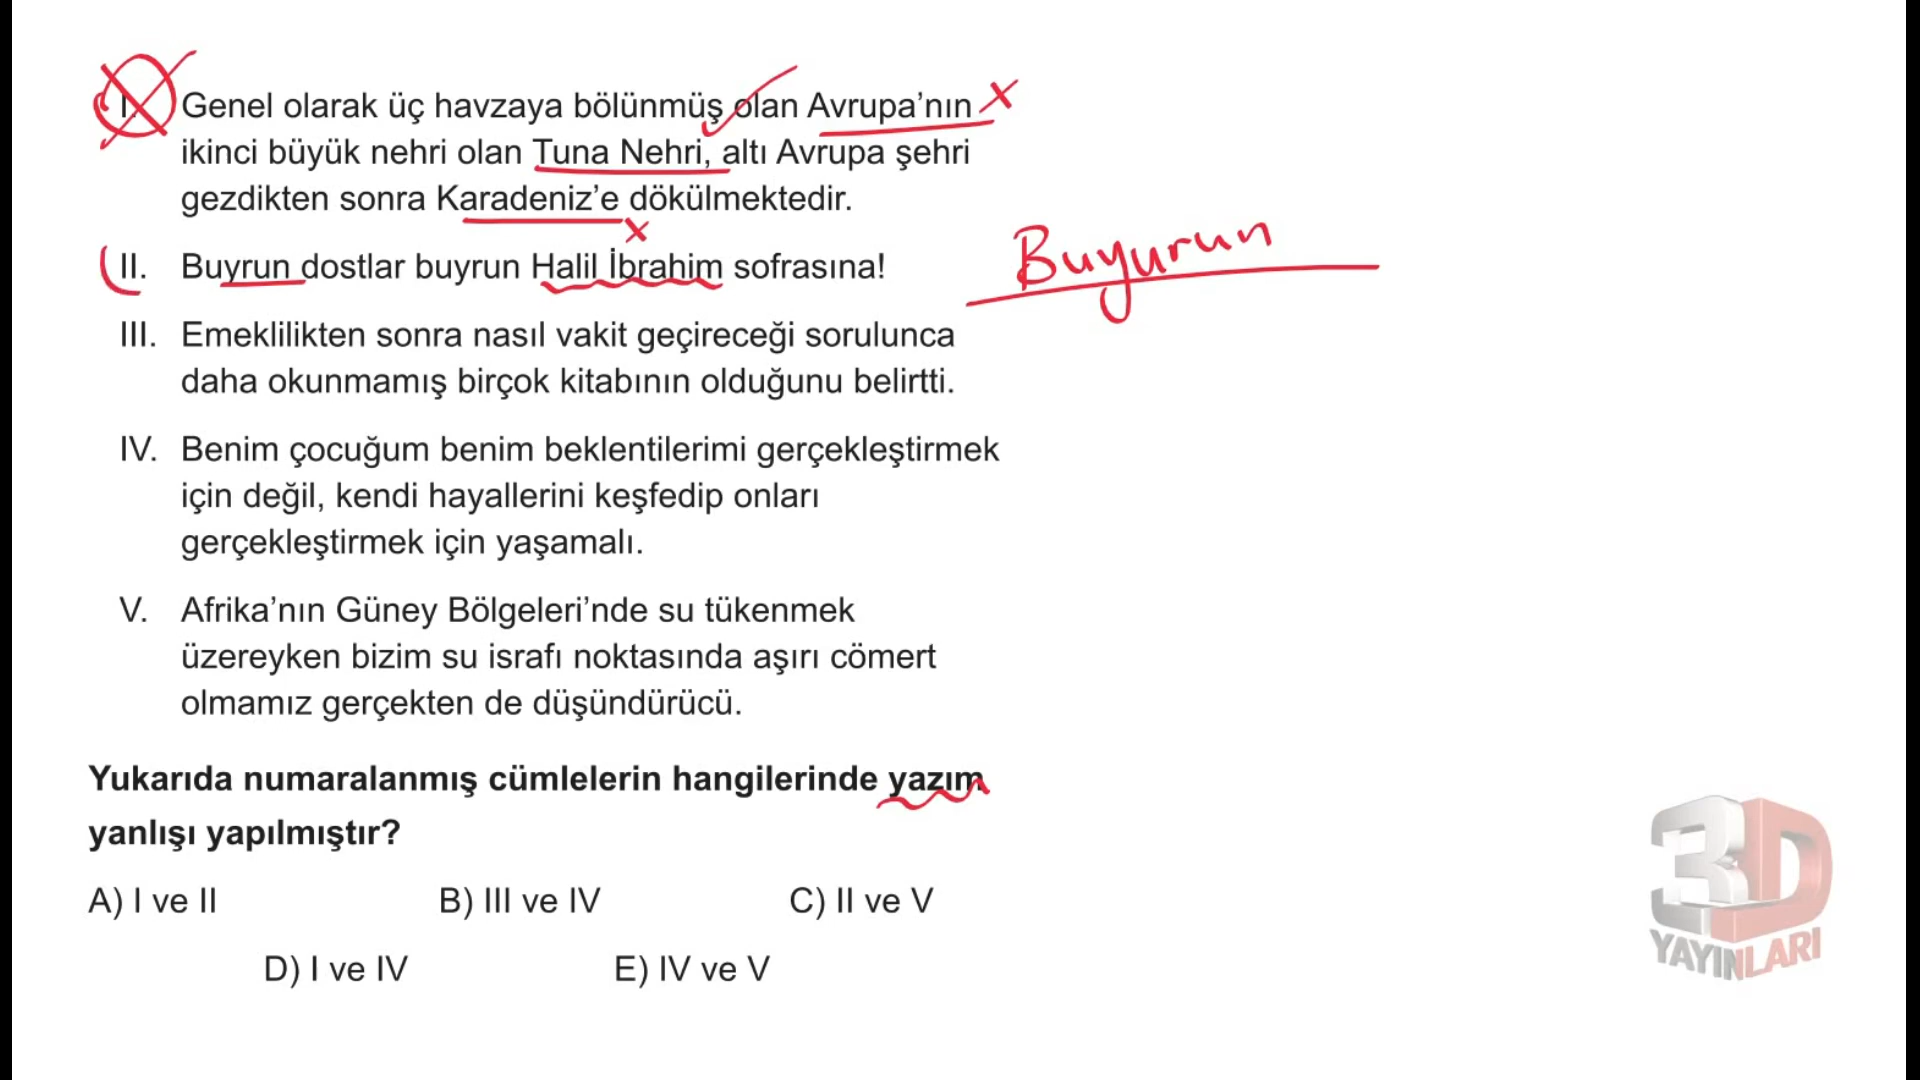 I. Genel olarak üç havzaya bölünmüş olan Avrupa’nın
ikinci büyük nehri olan Tuna Nehri, altı Avrupa şehri
gezdikten sonra Karadeniz’e dökülmektedir.
II. Buyrun dostlar buyrun Halil İbrahim sofrasına!
Buyurun
III. Emeklilikten sonra nasıl vakit geçireceği sorulunca
daha okunmamış birçok kitabının olduğunu belirtti.
IV. Benim çocuğum benim beklentilerimi gerçekleştirmek
için değil, kendi hayallerini keşfedip onları
gerçekleştirmek için yaşamalı.
V. Afrika’nın Güney Bölgeleri’nde su tükenmek
üzereyken bizim su israfı noktasında aşırı cömert
olmamız gerçekten de düşündürücü.
Yukarıda numaralanmış cümlelerin hangilerinde yazım
yanlışı yapılmıştır?
A) I ve II B) III ve IV C) II ve V
D) I ve IV E) IV ve V
3D
YAYINLARI